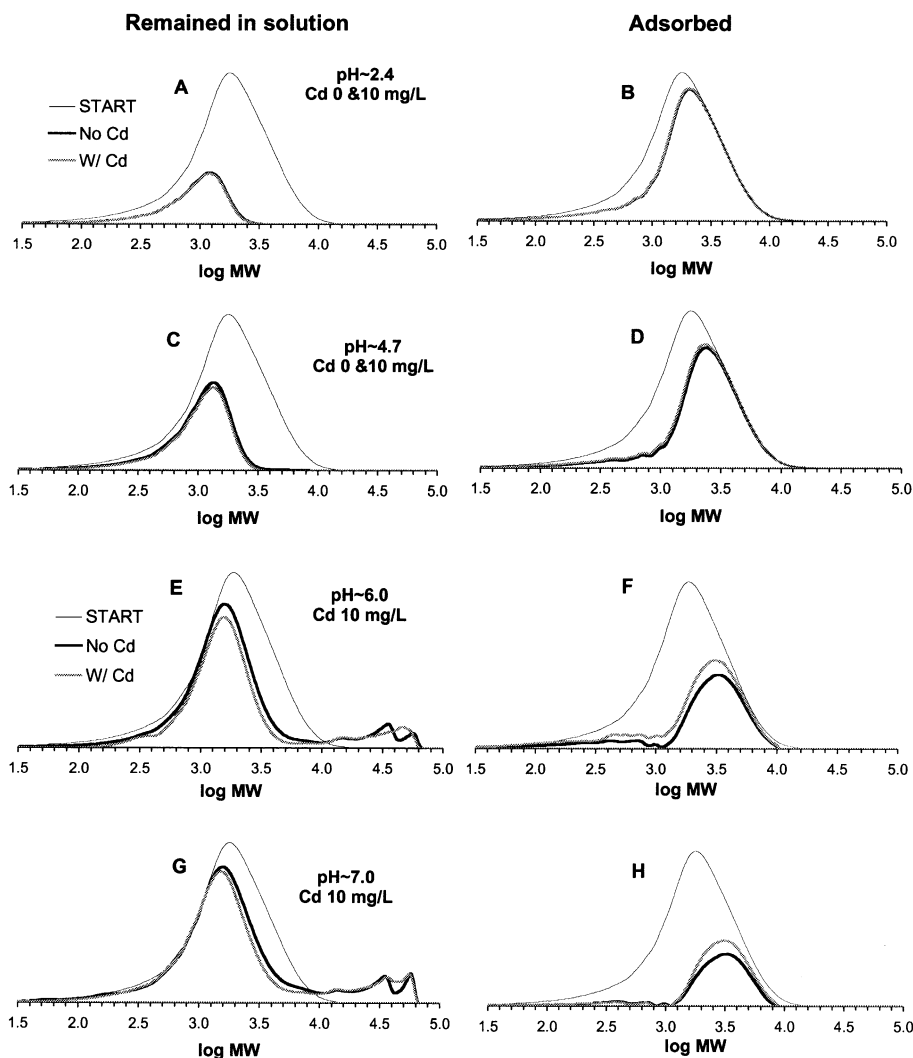 Remained in solution
Adsorbed
A
pH~2.4
Cd 0 &10 mg/L
START
No Cd
W/ Cd
1.5 2.0 2.5 3.0 3.5 4.0 4.5 5.0
log MW
B
1.5 2.0 2.5 3.0 3.5 4.0 4.5 5.0
log MW
C
pH~4.7
Cd 0 &10 mg/L
1.5 2.0 2.5 3.0 3.5 4.0 4.5 5.0
log MW
D
1.5 2.0 2.5 3.0 3.5 4.0 4.5 5.0
log MW
E
pH~6.0
Cd 10 mg/L
START
No Cd
W/ Cd
1.5 2.0 2.5 3.0 3.5 4.0 4.5 5.0
log MW
F
1.5 2.0 2.5 3.0 3.5 4.0 4.5 5.0
log MW
G
pH~7.0
Cd 10 mg/L
1.5 2.0 2.5 3.0 3.5 4.0 4.5 5.0
log MW
H
1.5 2.0 2.5 3.0 3.5 4.0 4.5 5.0
log MW